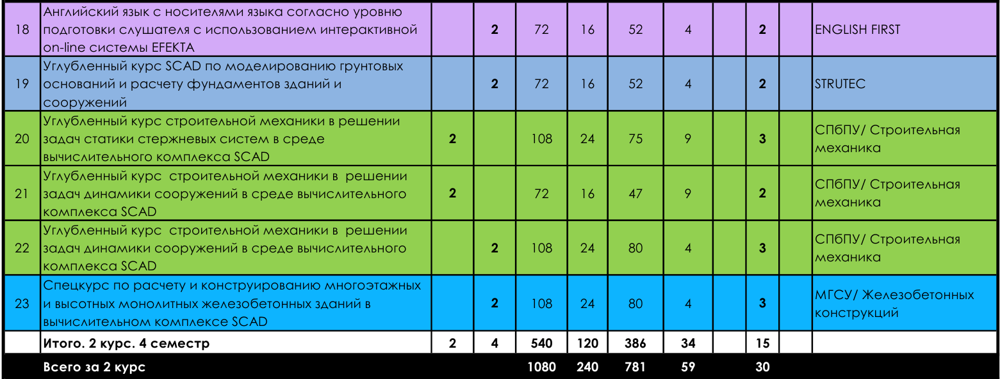 18 Английский язык с носителями языка согласно уровню
подготовки слушателя с использованием интерактивной
on-line системы EFEKTA 2 72 16 52 4 2 ENGLISH FIRST
19 Углубленный курс SCAD по моделированию грунтовых
оснований и расчету фундаментов зданий и
сооружений 2 72 16 52 4 2 STRUTEC
20 Углубленный курс строительной механики в решении
задач статики стержневых систем в среде
вычислительного комплекса SCAD 2 108 24 75 9 3 СПбПУ/ Строительная
механика
21 Углубленный курс строительной механики в решении
задач динамики сооружений в среде вычислительного
комплекса SCAD 2 72 16 47 9 2 СПбПУ/ Строительная
механика
22 Углубленный курс строительной механики в решении
задач динамики сооружений в среде вычислительного
комплекса SCAD 2 108 24 80 4 3 СПбПУ/ Строительная
механика
23 Спецкурс по расчету и конструированию многоэтажных
и высотных монолитных железобетонных зданий в
вычислительном комплексе SCAD 2 108 24 80 4 3 МГСУ/ Железобетонных
конструкций
Итого. 2 курс. 4 семестр 2 4 540 120 386 34 15
Всего за 2 курс 1080 240 781 59 30